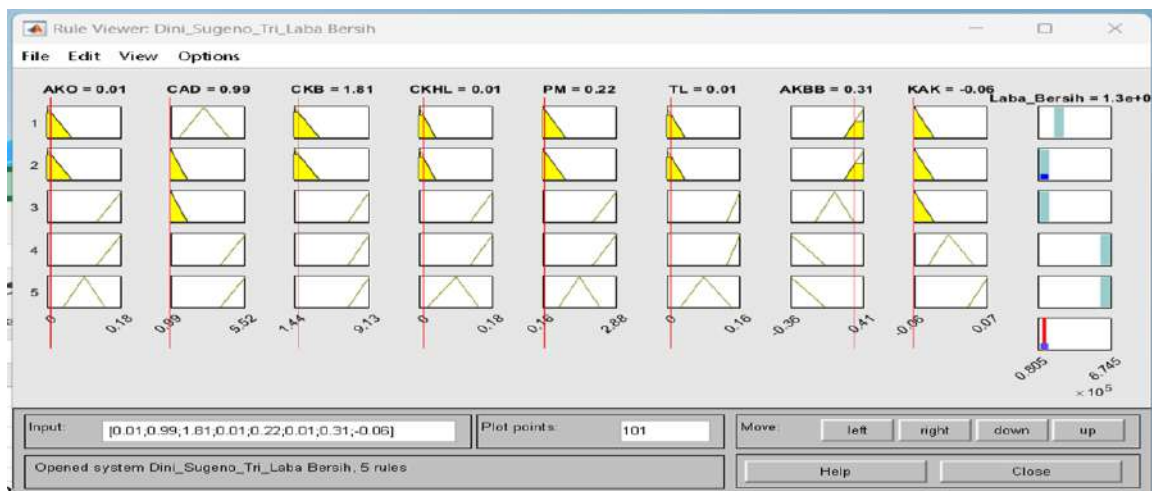 Rule Viewer: Dini_Sugeno_Tri_Laba Bersih
File Edit View Options
AKO = 0.01 CAD = 0.99 CKB = 1.81 CKHL = 0.01 PM = 0.22 TL = 0.01 AKBB = 0.31 KAK = -0.06 Laba_Bersih = 1.3e+0
1
2
3
4
5
0 0.18 0.99 5.52 1.44 9.13 0 0.18 0.16 2.88 0 0.16 -0.36 0.41 -0.06 0.07
0.805 6.745
× 10⁵
Input: [0.01;0.99;1.81;0.01;0.22;0.01;0.31;-0.06] Plot points: 101 Move: left right down up
Opened system Dini_Sugeno_Tri_Laba Bersih, 5 rules Help Close